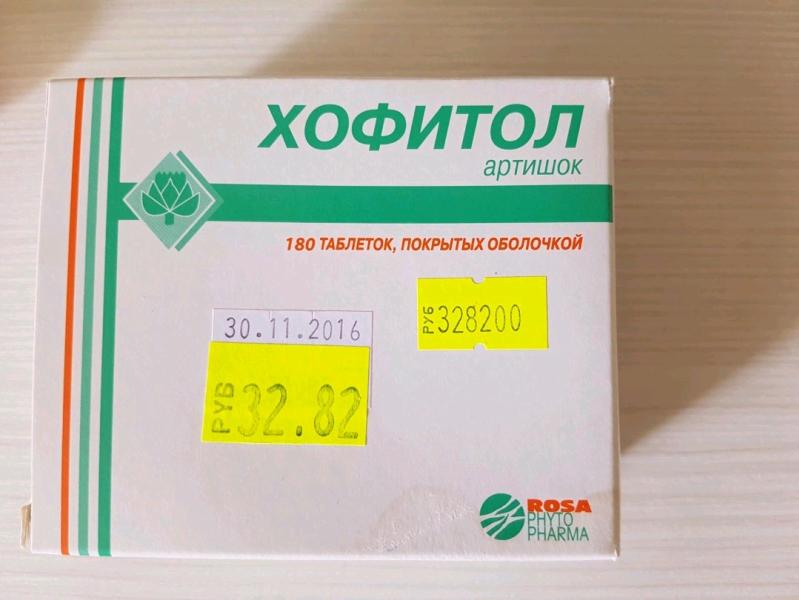 ХОФИТОЛ
артишок
180 ТАБЛЕТОК, ПОКРЫТЫХ ОБОЛОЧКОЙ
РУБ 328200
30.11.2016
РУБ 32.82
ROSA
PHYTO
PHARMA